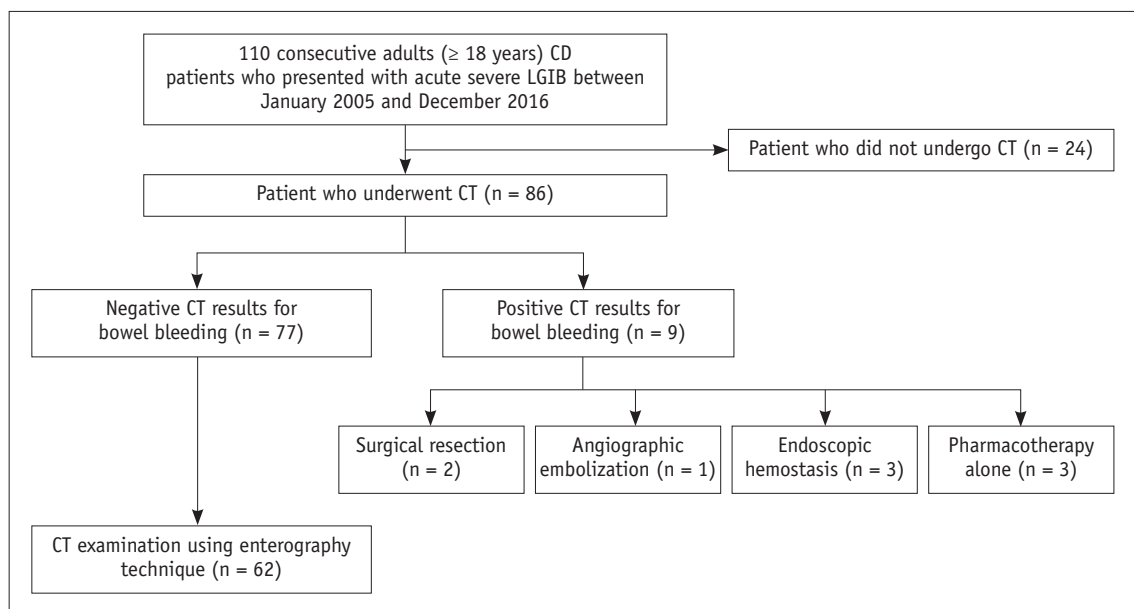 110 consecutive adults (≥ 18 years) CD
patients who presented with acute severe LGIB between
January 2005 and December 2016
Patient who did not undergo CT (n = 24)
Patient who underwent CT (n = 86)
Negative CT results for
bowel bleeding (n = 77)
Positive CT results for
bowel bleeding (n = 9)
Surgical resection
(n = 2)
Angiographic
embolization (n = 1)
Endoscopic
hemostasis (n = 3)
Pharmacotherapy
alone (n = 3)
CT examination using enterography
technique (n = 62)